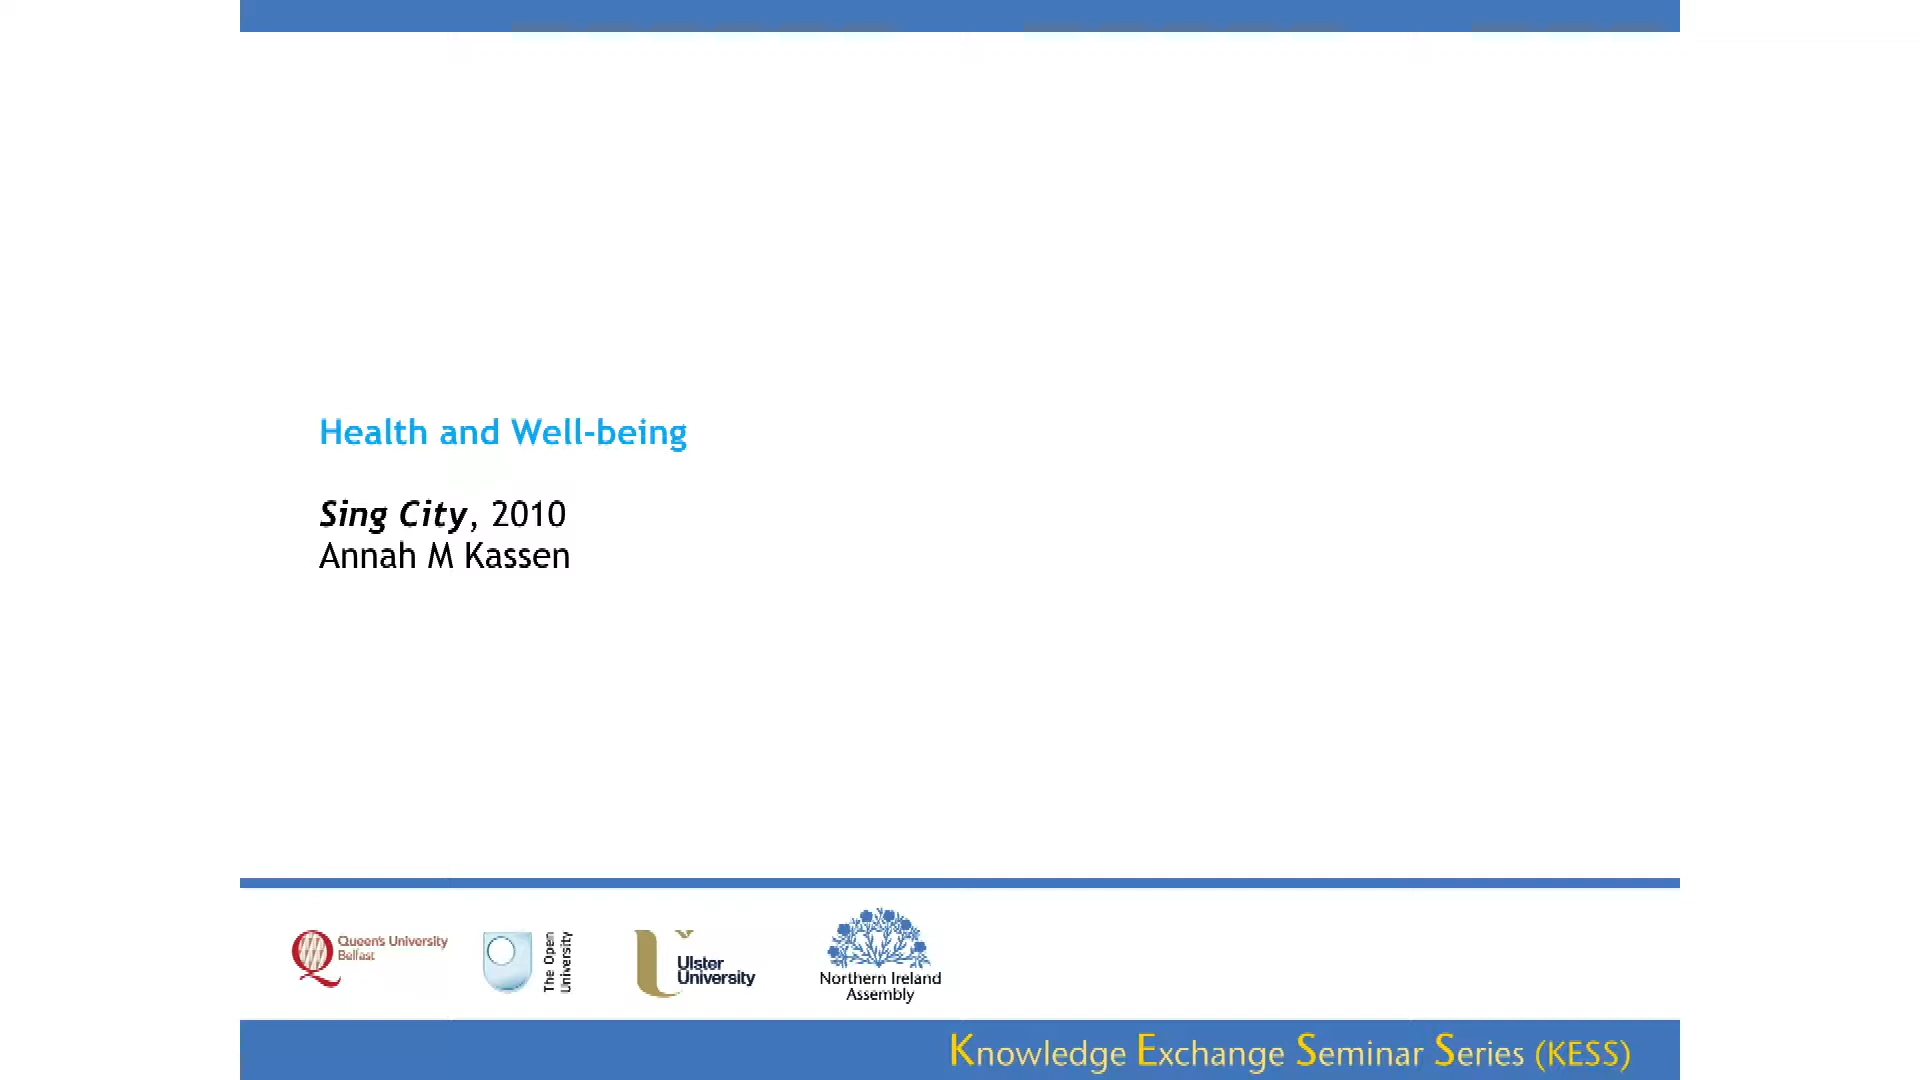 Health and Well-being
Sing City, 2010
Annah M Kassen
Queen's University
Belfast
The Open
University
Ulster
University
Northern Ireland
Assembly
Knowledge Exchange Seminar Series (KESS)